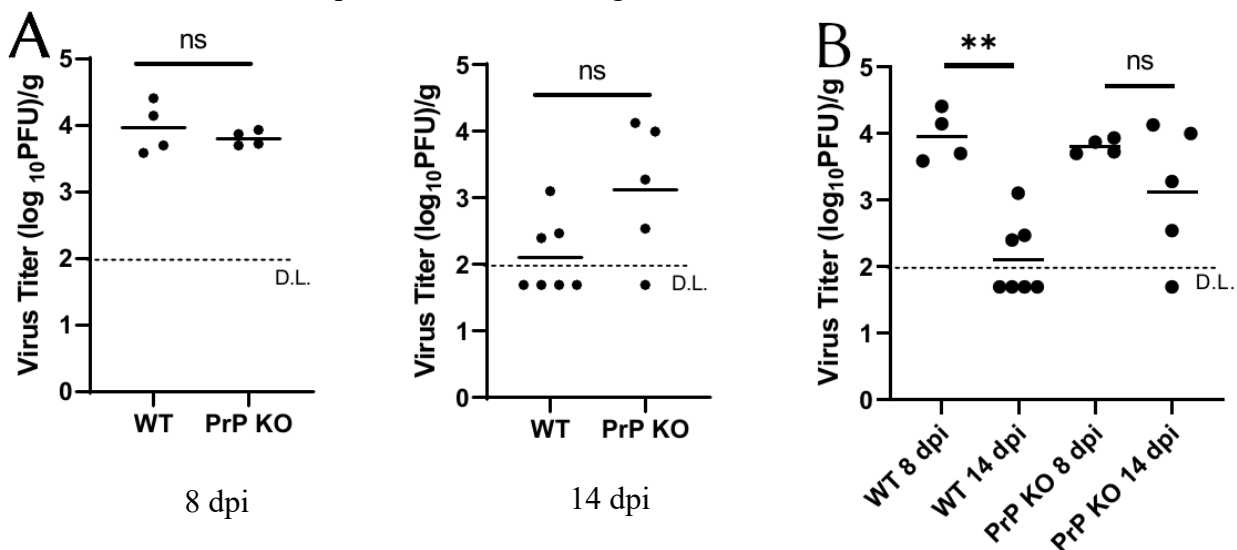 A
ns
5
4
3
2
1
0
Virus Titer (log 10PFU)/g
D.L.
WT PrP KO
8 dpi
ns
5
4
3
2
1
0
Virus Titer (log10PFU)/g
D.L.
WT PrP KO
14 dpi
B
**
ns
5
4
3
2
1
0
Virus Titer (log10PFU)/g
D.L.
WT 8 dpi
WT 14 dpi
PrP KO 8 dpi
PrP KO 14 dpi